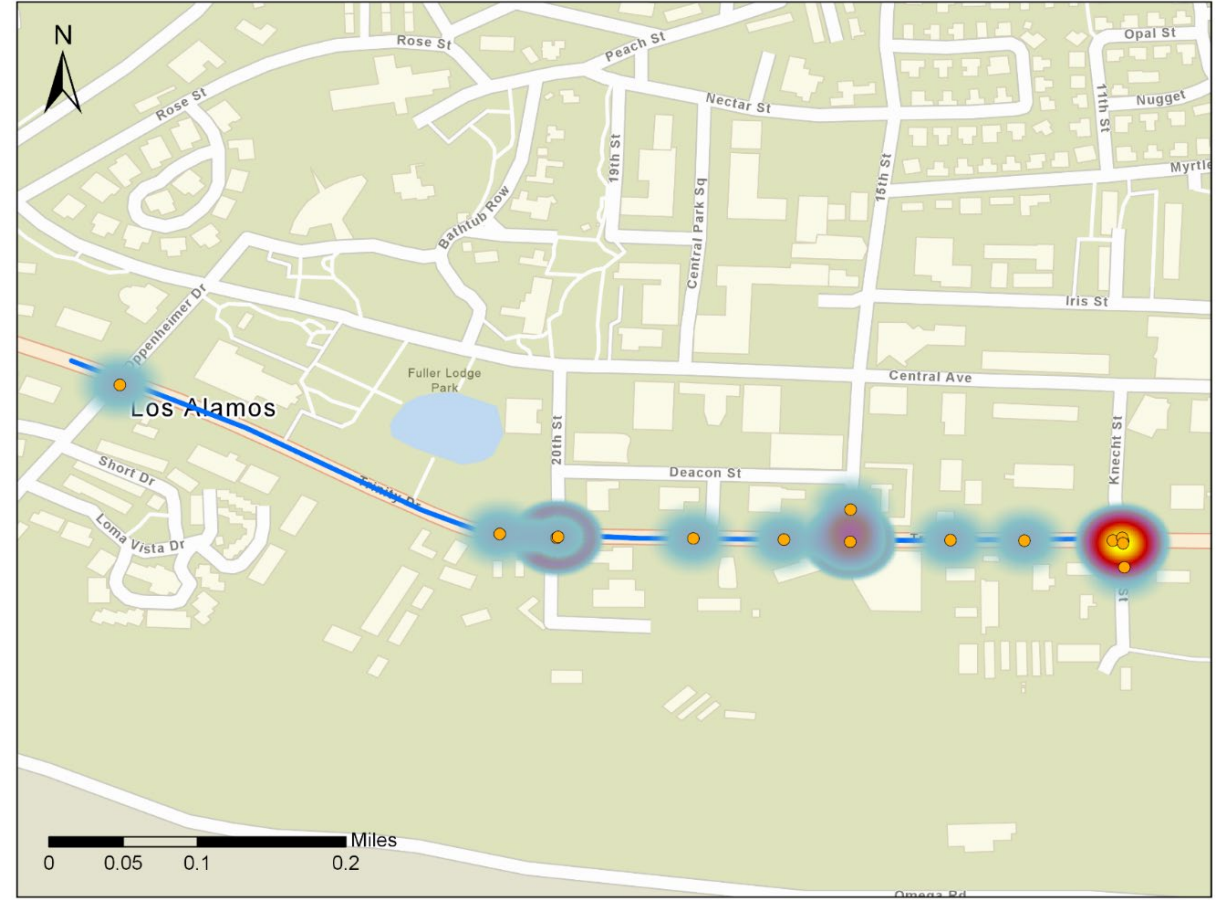 N
Rose St
Peach St
Opal St
Rose St
Nectar St
11th St
Nugget
19th St
15th St
Myrtle
Bathtub Row
Central Park Sq
Oppenheimer Dr
Iris St
Fuller Lodge
Park
Central Ave
Los Alamos
20th St
Knecht St
Short Dr
Deacon St
Trinity Dr
Loma Vista Dr
St
Miles
0 0.05 0.1 0.2
Omega Rd